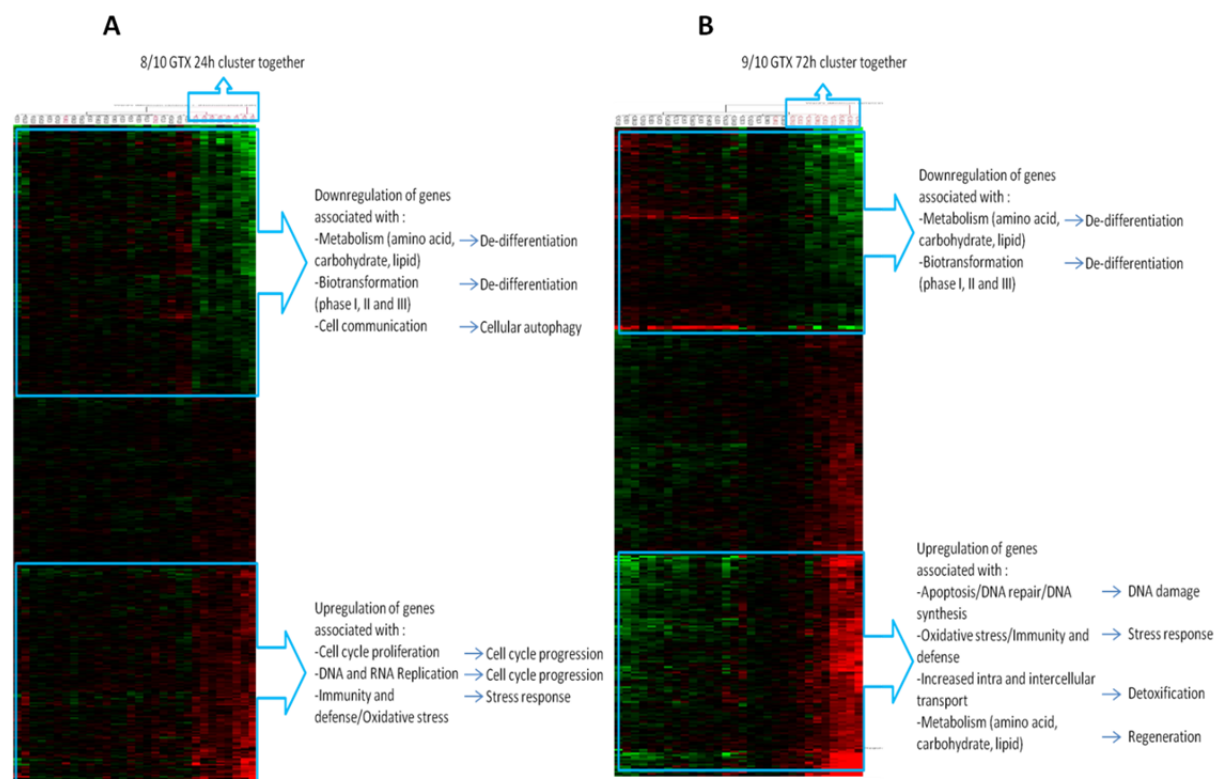 A
8/10 GTX 24h cluster together
Downregulation of genes
associated with :
-Metabolism (amino acid, → De-differentiation
carbohydrate, lipid)
-Biotransformation → De-differentiation
(phase I, II and III)
-Cell communication → Cellular autophagy
Upregulation of genes
associated with :
-Cell cycle proliferation → Cell cycle progression
-DNA and RNA Replication → Cell cycle progression
-Immunity and → Stress response
defense/Oxidative stress
B
9/10 GTX 72h cluster together
Downregulation of genes
associated with :
-Metabolism (amino acid, → De-differentiation
carbohydrate, lipid)
-Biotransformation → De-differentiation
(phase I, II and III)
Upregulation of genes
associated with :
-Apoptosis/DNA repair/DNA → DNA damage
synthesis
-Oxidative stress/Immunity and → Stress response
defense
-Increased intra and intercellular
transport → Detoxification
-Metabolism (amino acid,
carbohydrate, lipid) → Regeneration